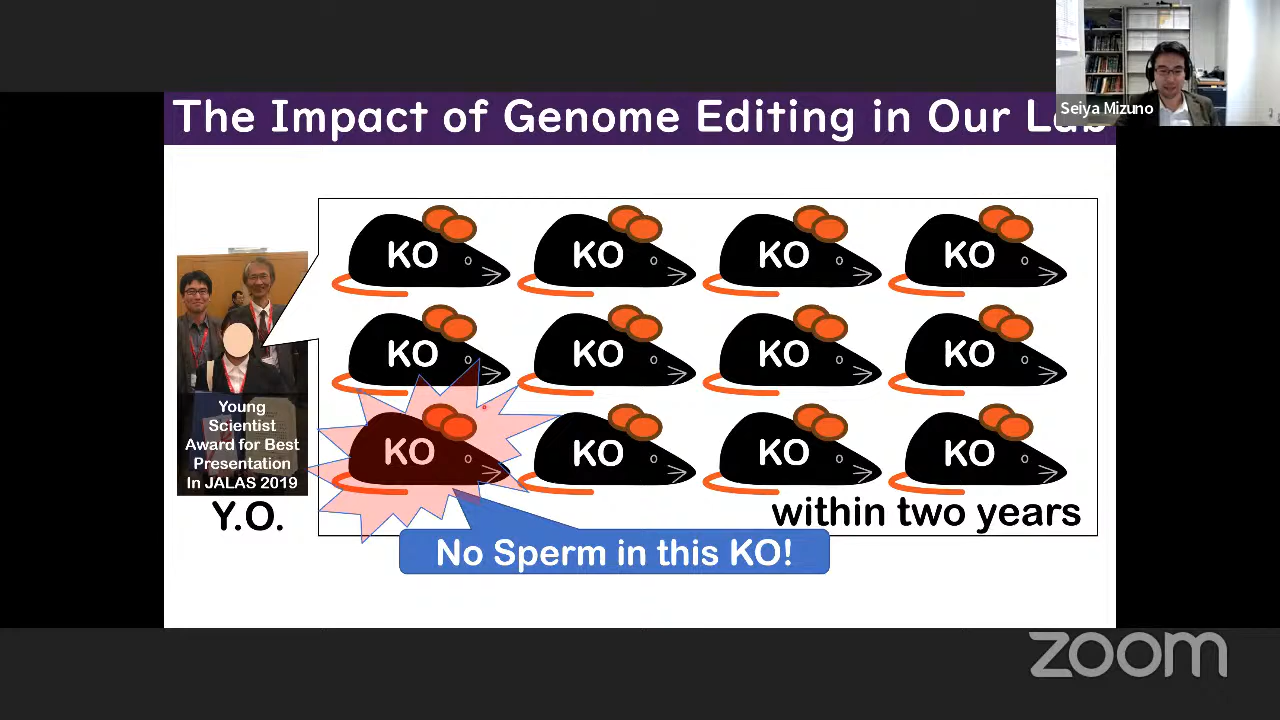 Seiya Mizuno
The Impact of Genome Editing in Our Lab
KO KO KO KO
KO KO KO KO
KO KO KO KO
Young
Scientist
Award for Best
Presentation
In JALAS 2019
Y.O.
within two years
No Sperm in this KO!
zoom